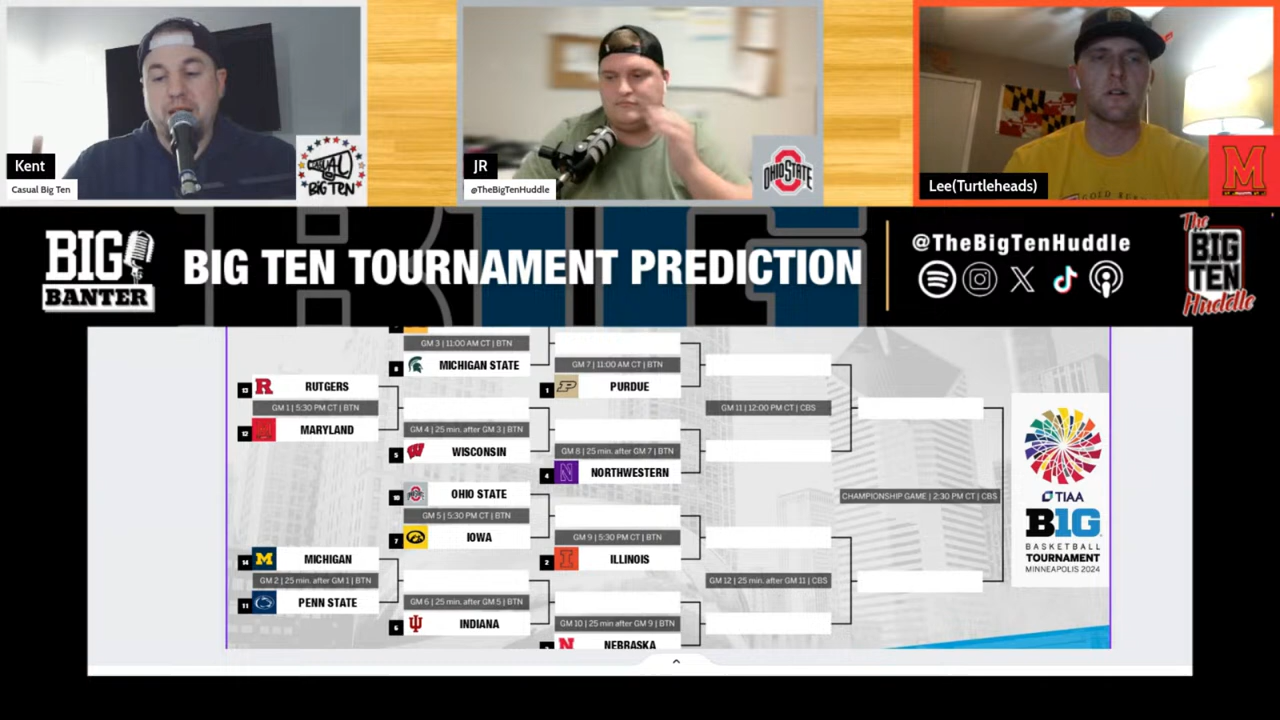 Kent
Casual Big Ten
CASUAL
BIG TEN
JR
@TheBigTenHuddle
OHIO STATE
Lee(Turtleheads)
M
BIG
BANTER
BIG TEN TOURNAMENT PREDICTION
@TheBigTenHuddle
The
BIG
TEN
Huddle
GM 3 | 11:00 AM CT | BTN
8 MICHIGAN STATE
GM 7 | 11:00 AM CT | BTN
1 P PURDUE
13 R RUTGERS
GM 1 | 5:30 PM CT | BTN
12 M MARYLAND
GM 11 | 12:00 PM CT | CBS
GM 4 | 25 min. after GM 3 | BTN
5 W WISCONSIN
GM 8 | 25 min. after GM 7 | BTN
4 N NORTHWESTERN
10 OHIO STATE
GM 5 | 5:30 PM CT | BTN
7 IOWA
CHAMPIONSHIP GAME | 2:30 PM CT | CBS
GM 9 | 5:30 PM CT | BTN
2 I ILLINOIS
14 M MICHIGAN
GM 2 | 25 min. after GM 1 | BTN
11 PENN STATE
GM 12 | 25 min. after GM 11 | CBS
GM 6 | 25 min. after GM 5 | BTN
6 INDIANA
GM 10 | 25 min. after GM 9 | BTN
N NEBRASKA
TIAA
B1G
BASKETBALL
TOURNAMENT
MINNEAPOLIS 2024